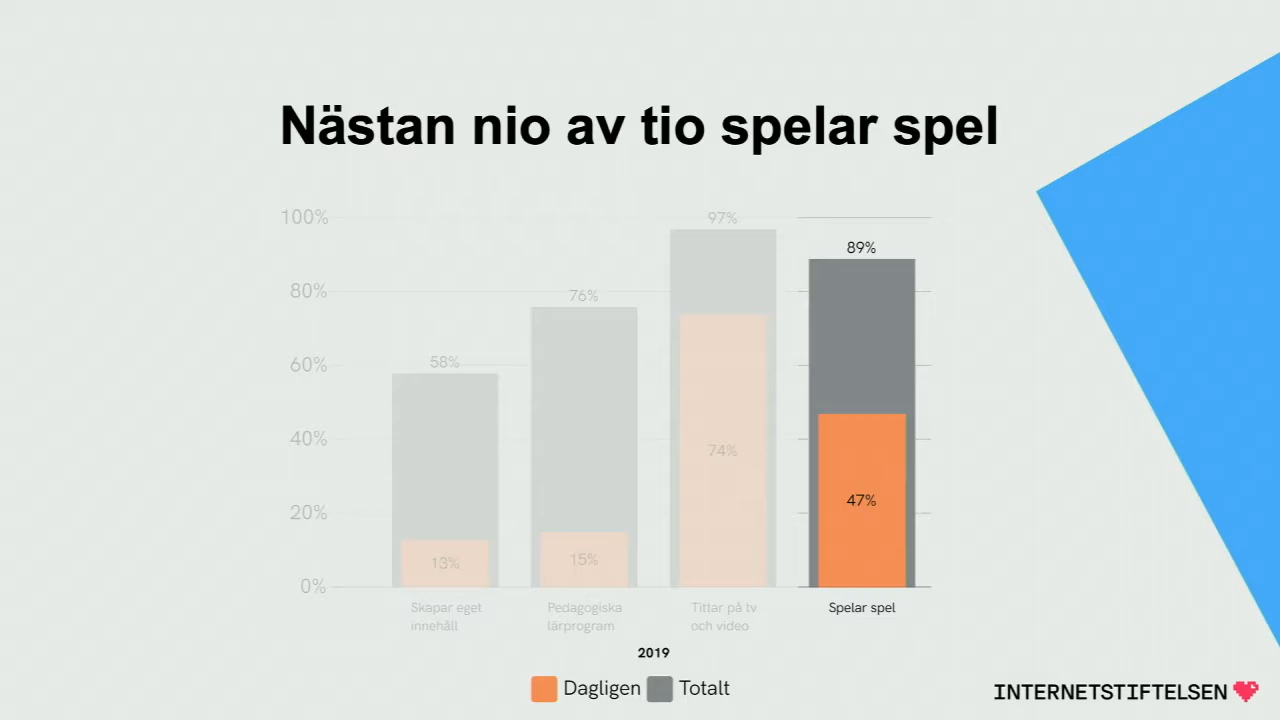 Nästan nio av tio spelar spel
100%
80%
60%
40%
20%
0%
58%
13%
76%
15%
97%
74%
89%
47%
Skapar eget
innehåll
Pedagogiska
lärprogram
Tittar på tv
och video
Spelar spel
2019
Dagligen Totalt
INTERNETSTIFTELSEN